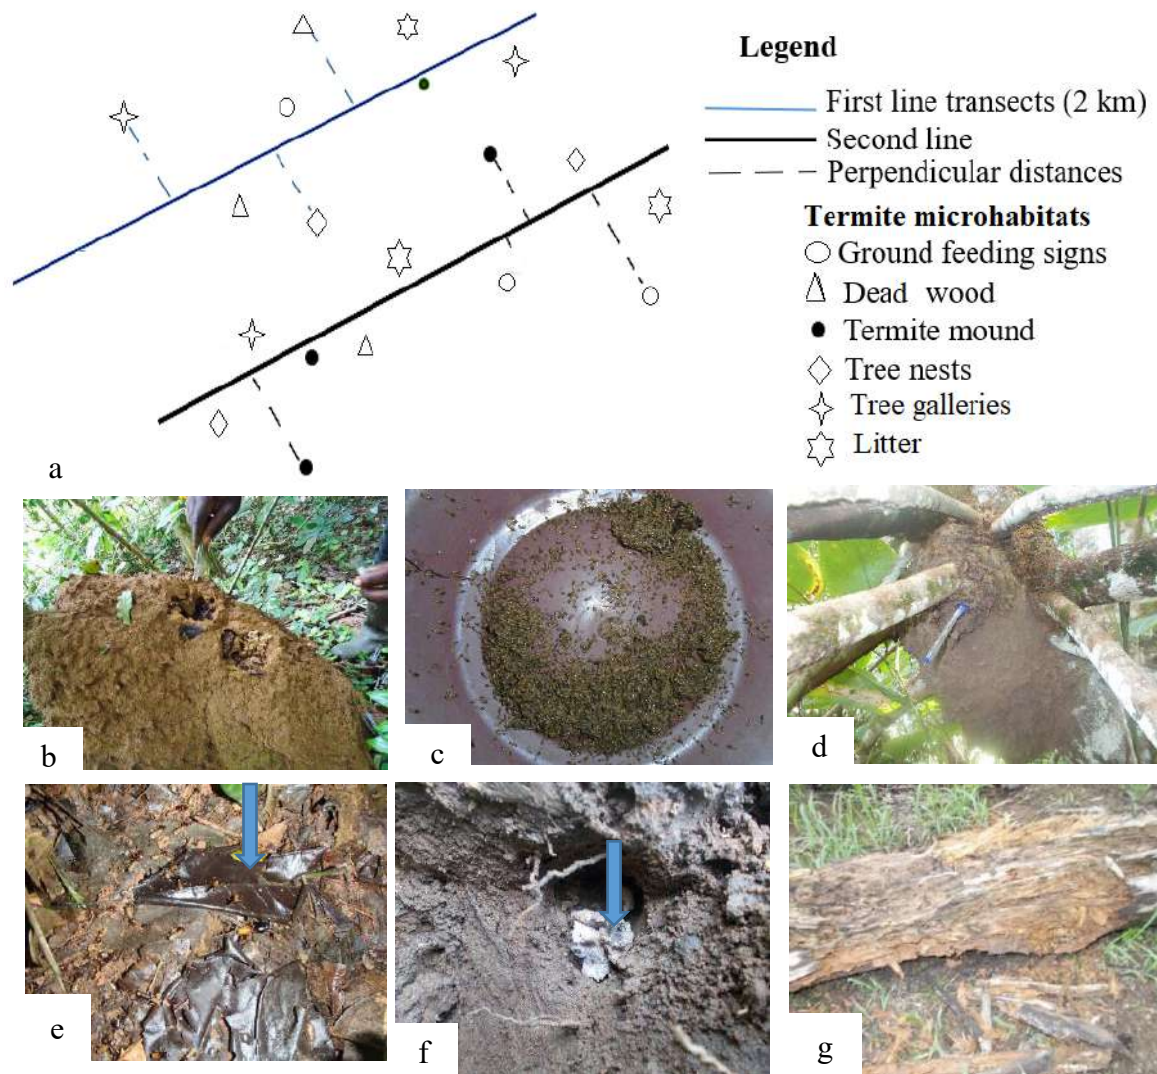 Legend
First line transects (2 km)
Second line
Perpendicular distances
Termite microhabitats
Ground feeding signs
Dead wood
Termite mound
Tree nests
Tree galleries
Litter
a
b
c
d
e
f
g